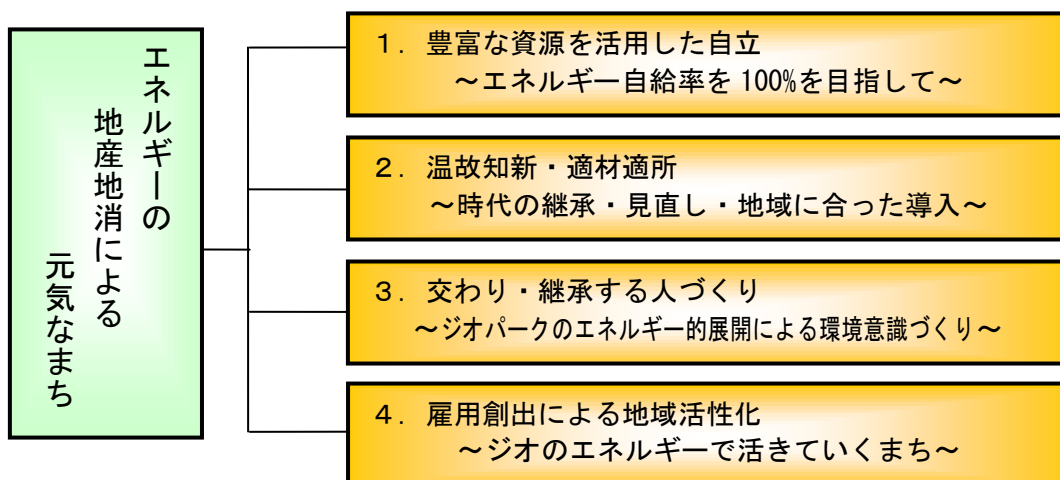 エネルギーの
地産地消による
元気なまち
１．豊富な資源を活用した自立
～エネルギー自給率を 100%を目指して～
２．温故知新・適材適所
～時代の継承・見直し・地域に合った導入～
３．交わり・継承する人づくり
～ジオパークのエネルギー的展開による環境意識づくり～
４．雇用創出による地域活性化
～ジオのエネルギーで活きていくまち～